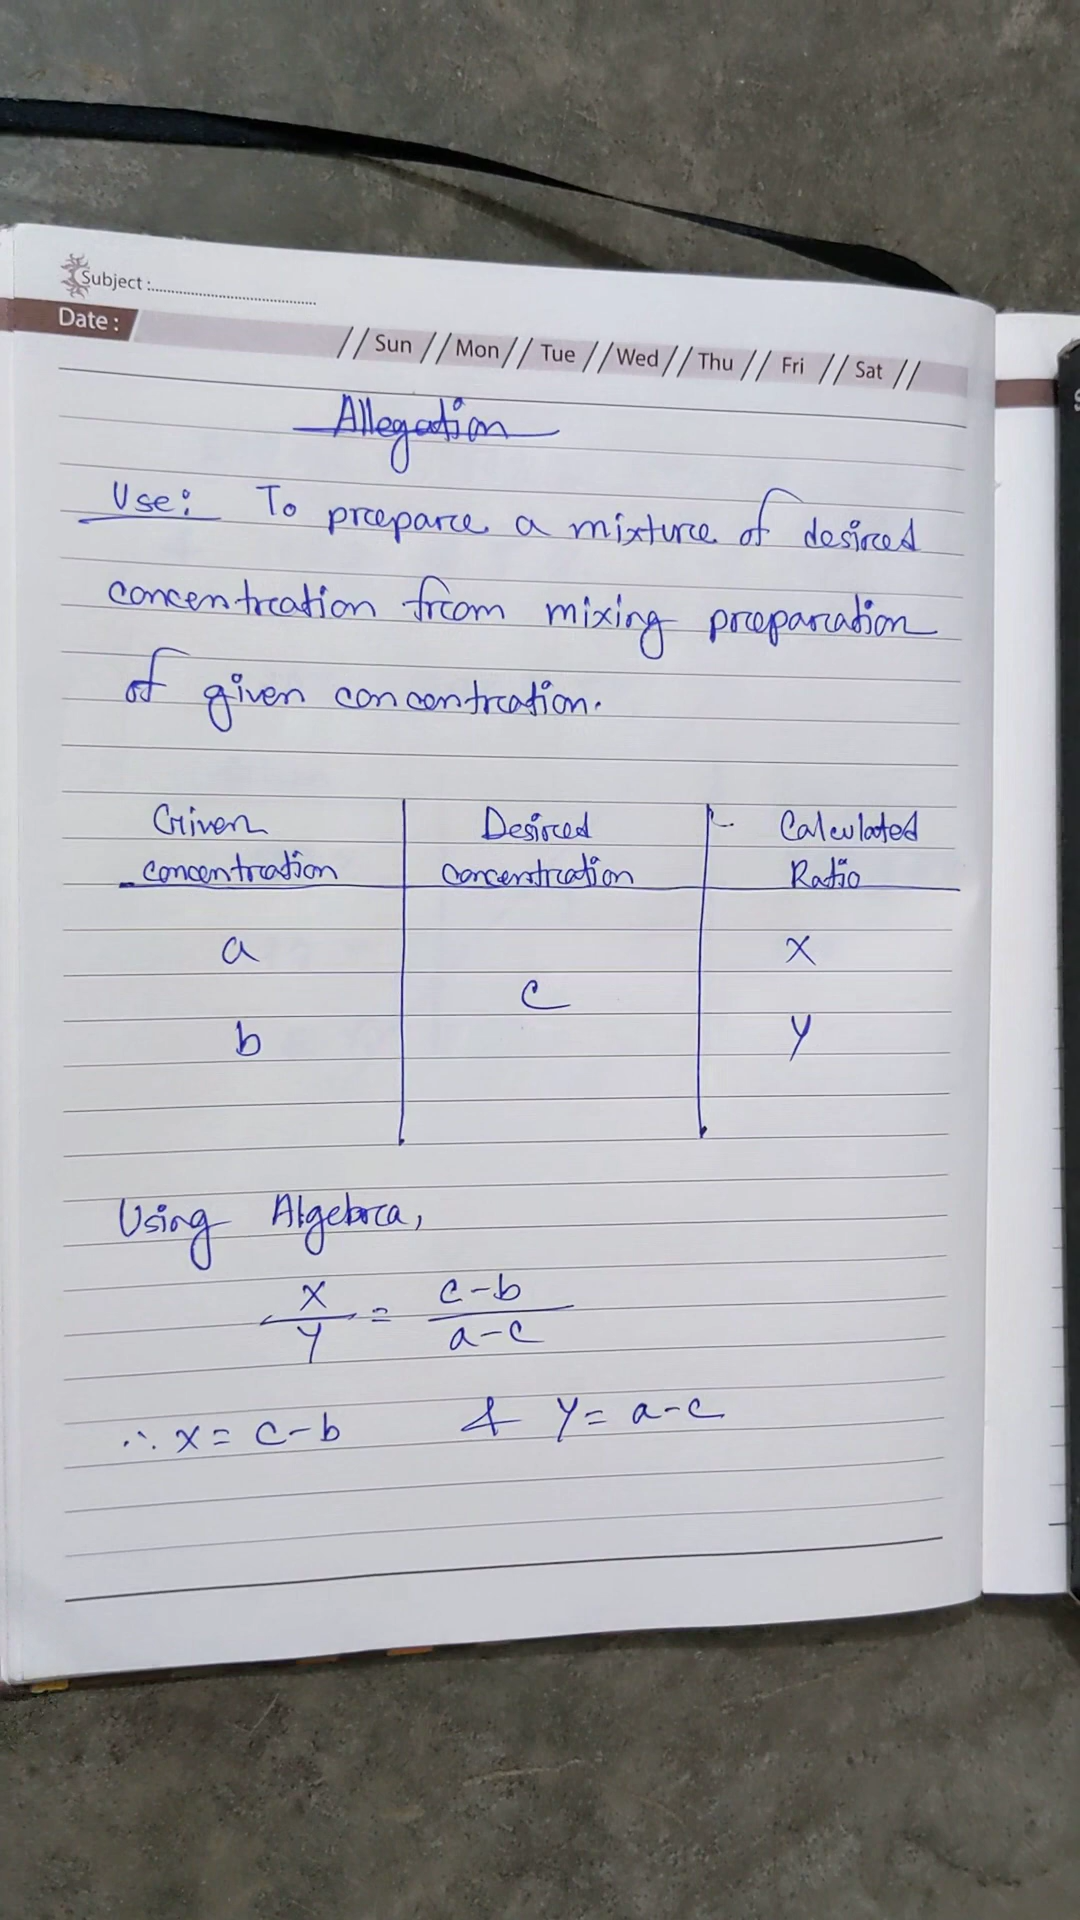 Subject :
Date :
// Sun // Mon // Tue // Wed // Thu // Fri // Sat //
Allegation
Use: To prepare a mixture of desired
concentration from mixing preparation
of given concentration.
Given Desired Calculated
concentration concentration Ratio
a x
c
b y
Using Algebra,
x/y = c-b/a-c
∴ x = c-b & y = a-c